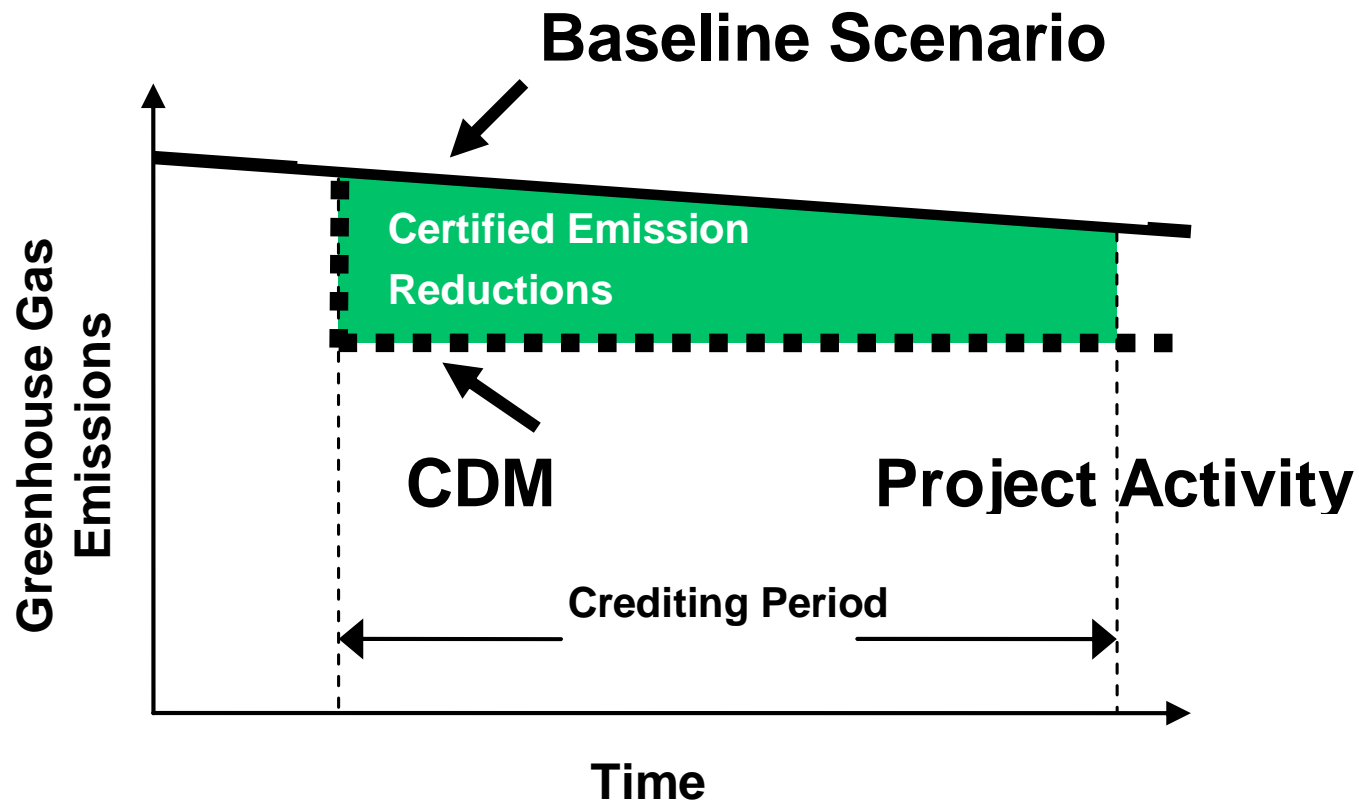 Baseline Scenario
Certified Emission
Reductions
Greenhouse Gas
Emissions
CDM Project Activity
Crediting Period
Time